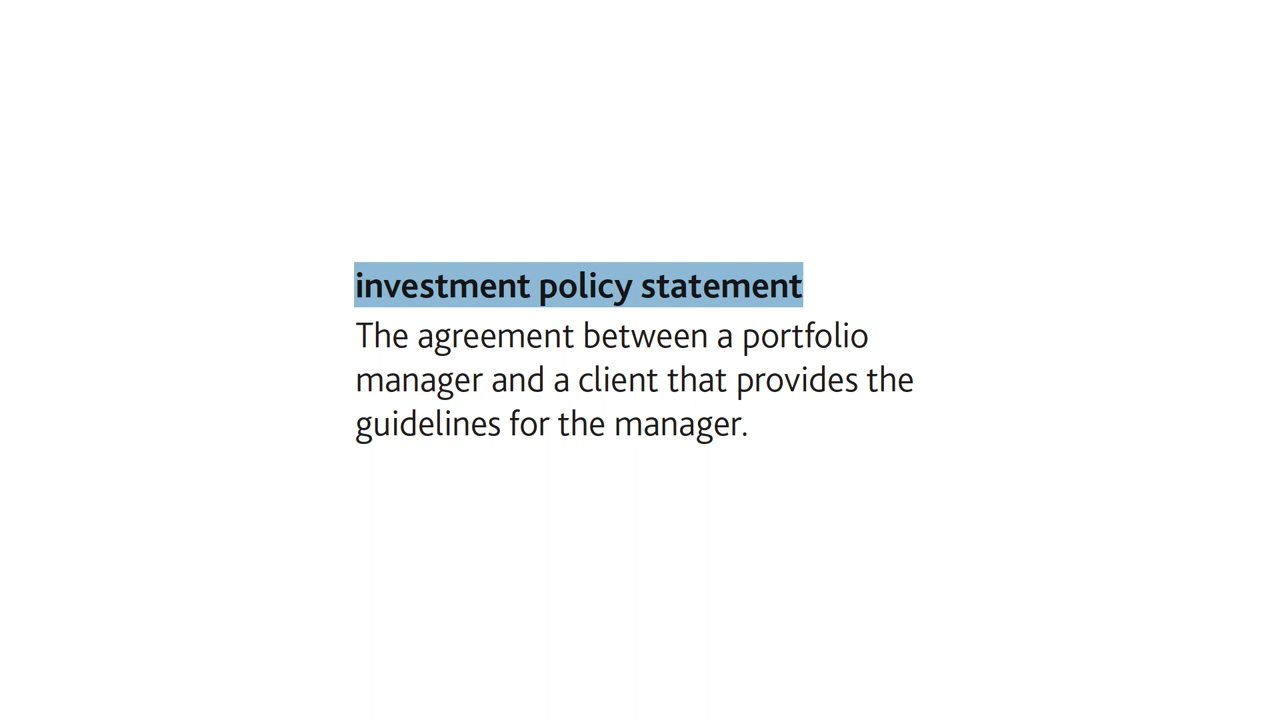 investment policy statement
The agreement between a portfolio
manager and a client that provides the
guidelines for the manager.